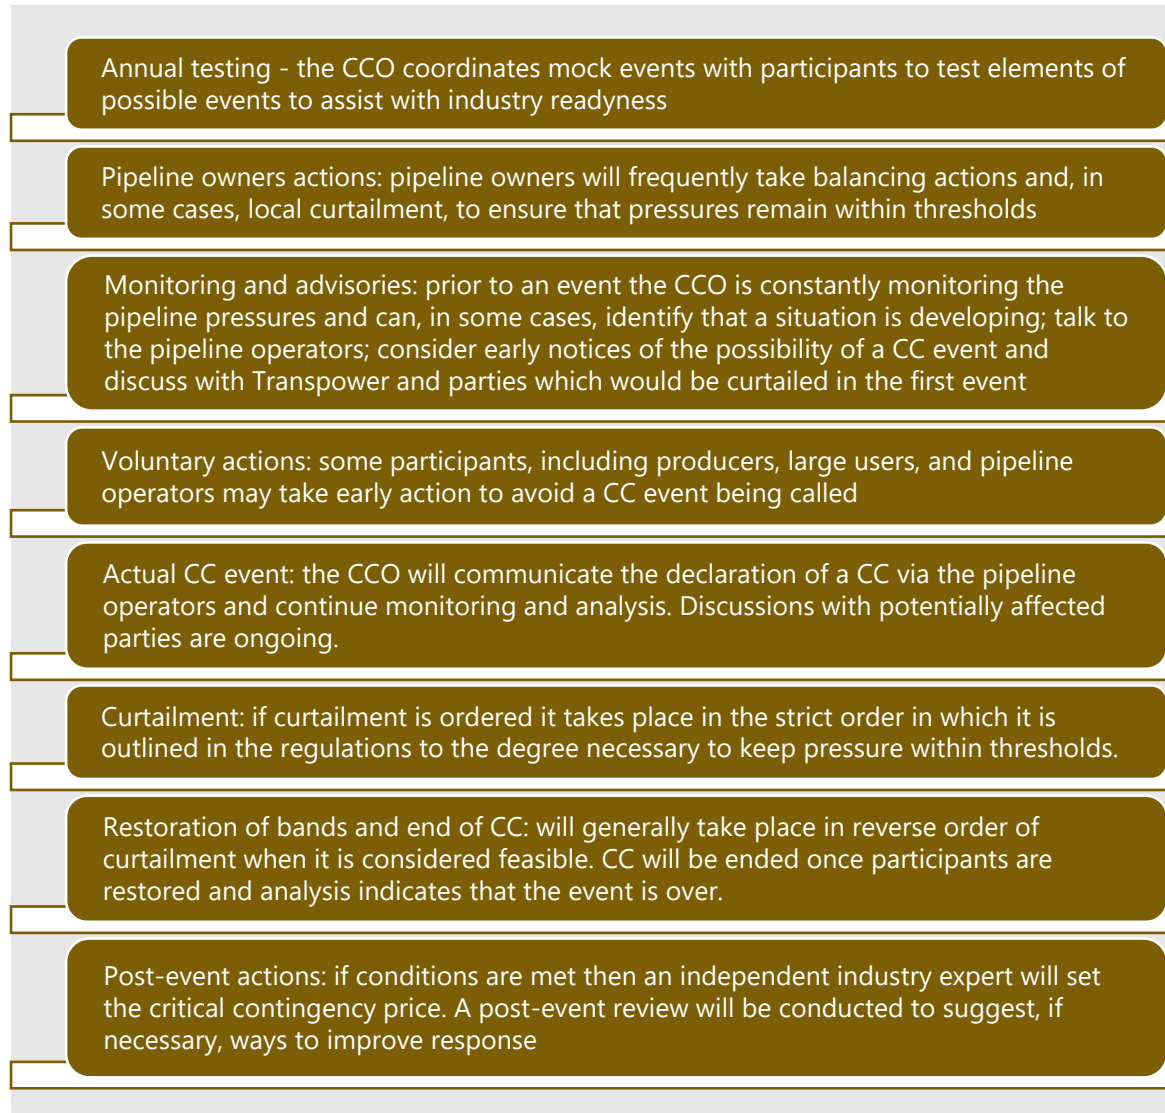 Annual testing - the CCO coordinates mock events with participants to test elements of
possible events to assist with industry readyness
Pipeline owners actions: pipeline owners will frequently take balancing actions and, in
some cases, local curtailment, to ensure that pressures remain within thresholds
Monitoring and advisories: prior to an event the CCO is constantly monitoring the
pipeline pressures and can, in some cases, identify that a situation is developing; talk to
the pipeline operators; consider early notices of the possibility of a CC event and
discuss with Transpower and parties which would be curtailed in the first event
Voluntary actions: some participants, including producers, large users, and pipeline
operators may take early action to avoid a CC event being called
Actual CC event: the CCO will communicate the declaration of a CC via the pipeline
operators and continue monitoring and analysis. Discussions with potentially affected
parties are ongoing.
Curtailment: if curtailment is ordered it takes place in the strict order in which it is
outlined in the regulations to the degree necessary to keep pressure within thresholds.
Restoration of bands and end of CC: will generally take place in reverse order of
curtailment when it is considered feasible. CC will be ended once participants are
restored and analysis indicates that the event is over.
Post-event actions: if conditions are met then an independent industry expert will set
the critical contingency price. A post-event review will be conducted to suggest, if
necessary, ways to improve response